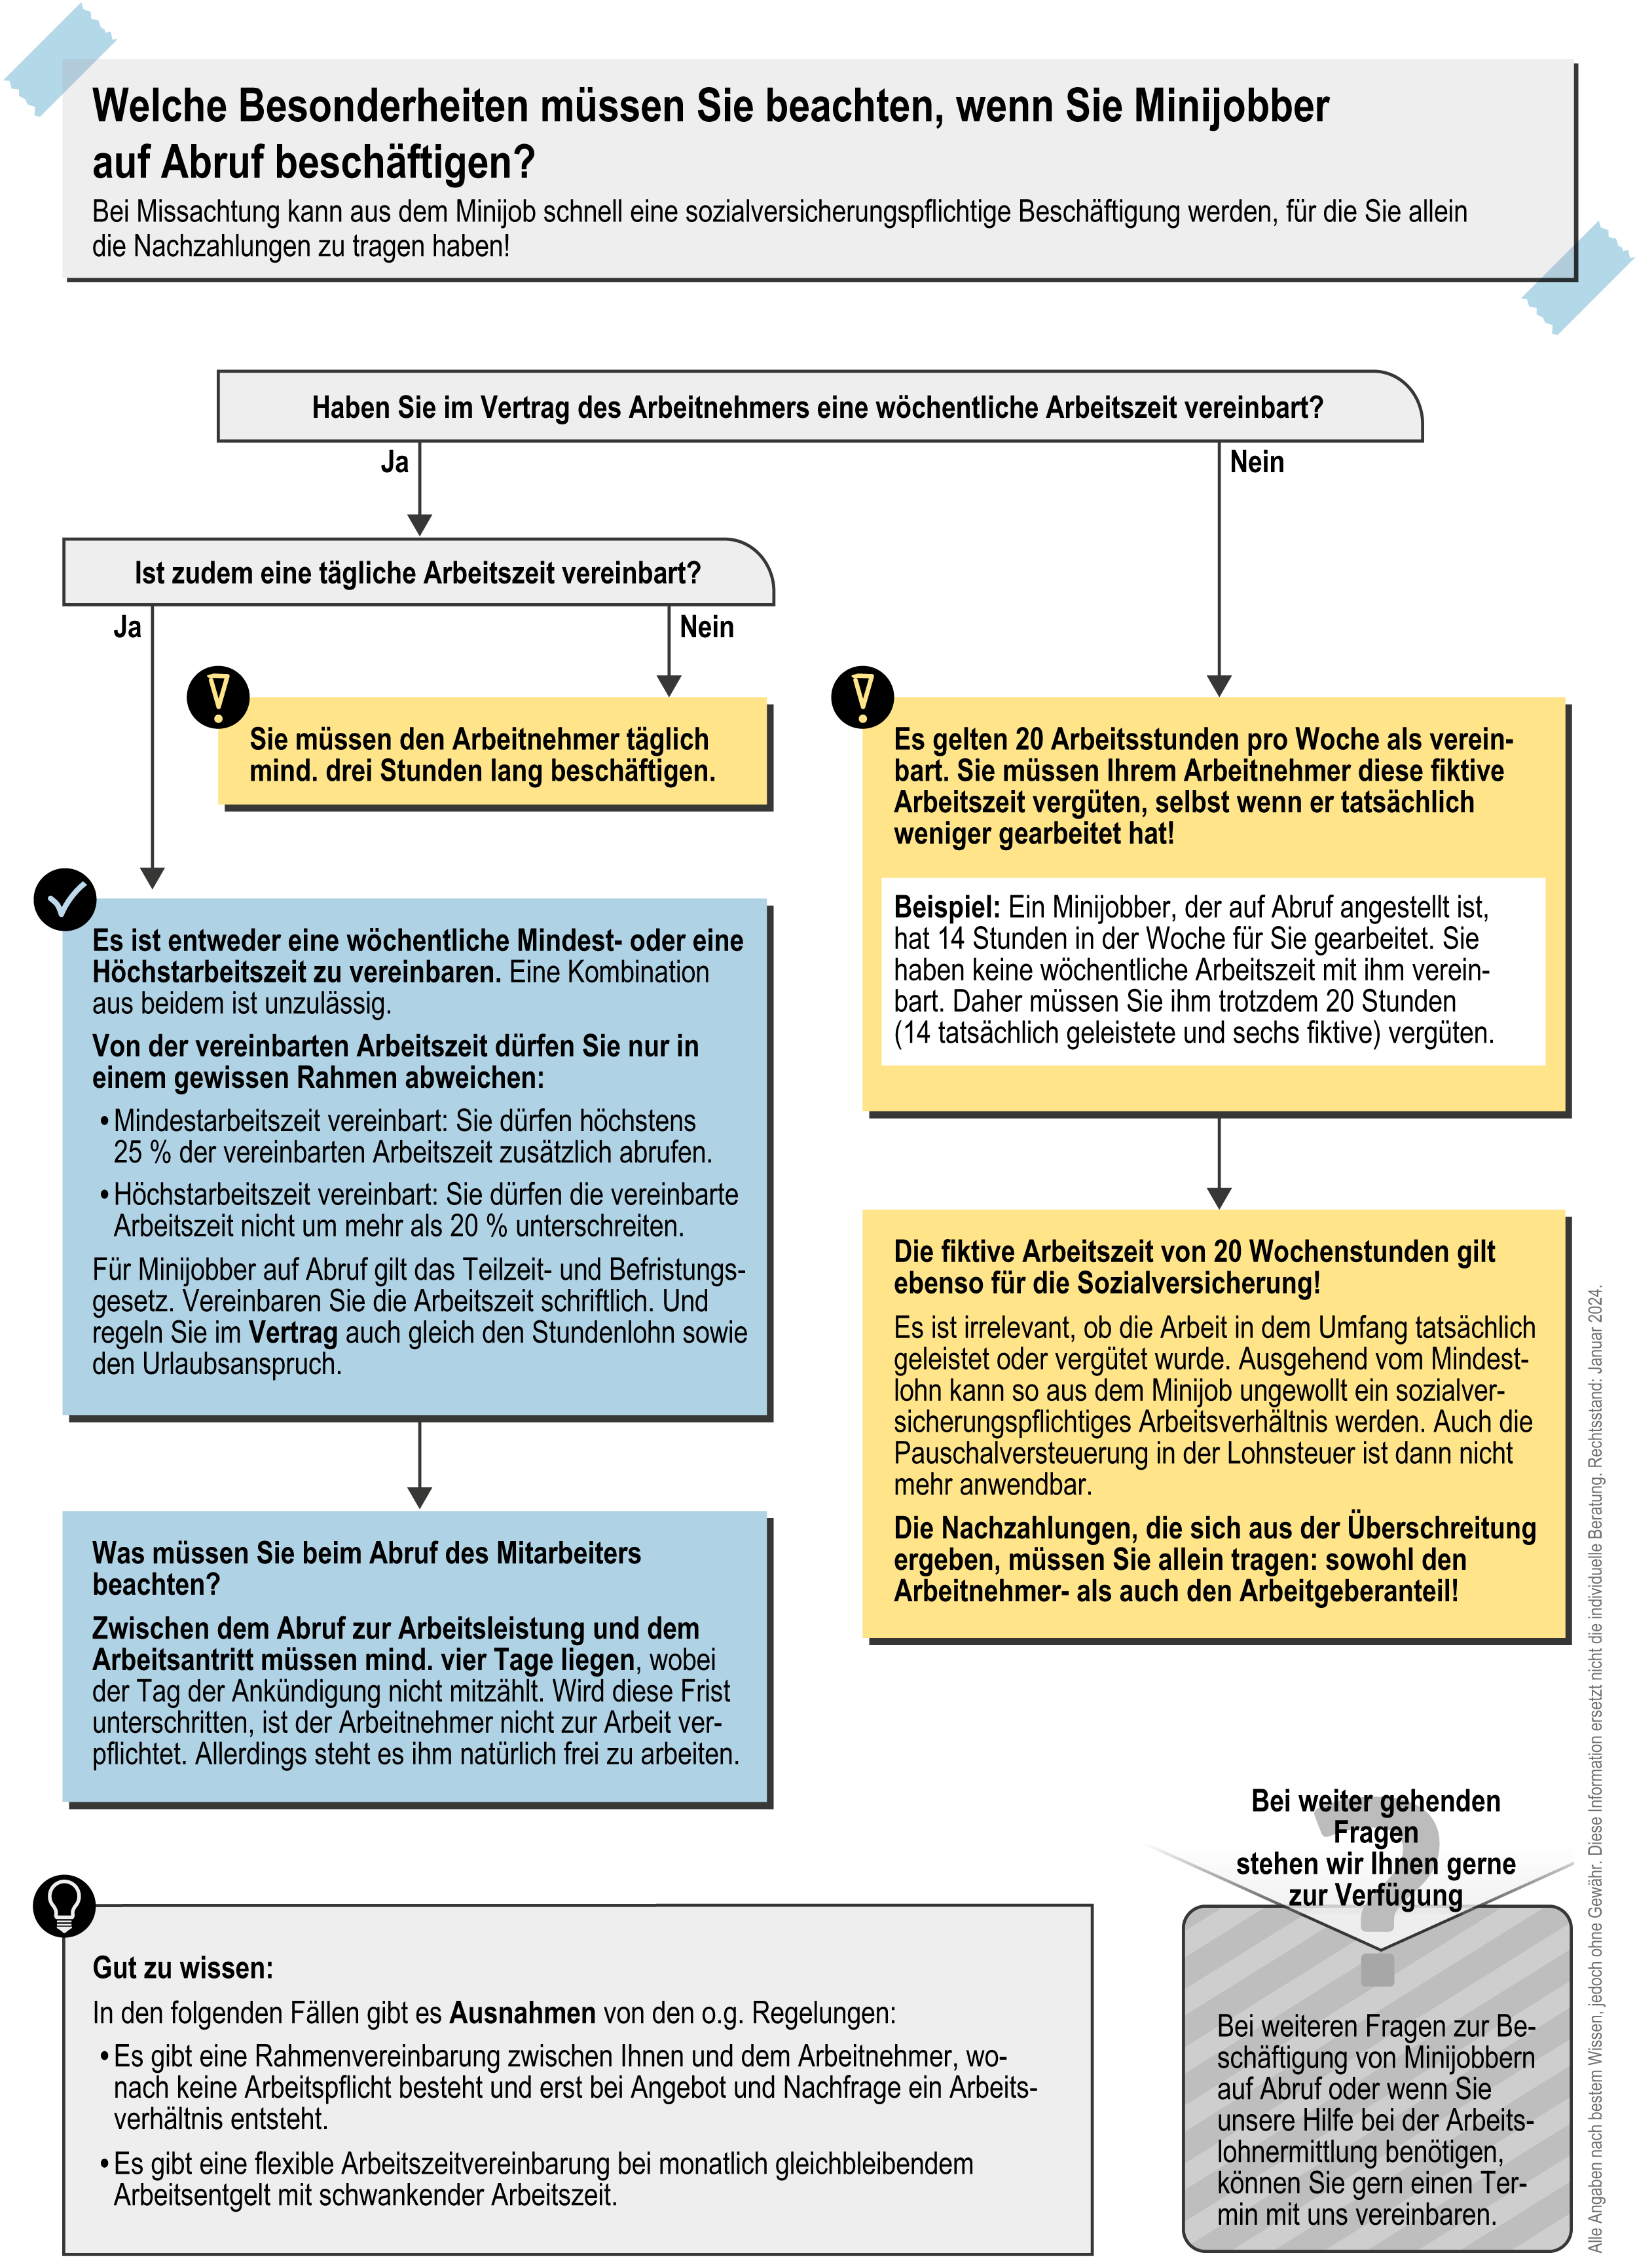 Welche Besonderheiten müssen Sie beachten, wenn Sie Minijobber
auf Abruf beschäftigen?
Bei Missachtung kann aus dem Minijob schnell eine sozialversicherungspflichtige Beschäftigung werden, für die Sie allein
die Nachzahlungen zu tragen haben!
Haben Sie im Vertrag des Arbeitnehmers eine wöchentliche Arbeitszeit vereinbart?
Ja
Nein
Ist zudem eine tägliche Arbeitszeit vereinbart?
Ja
Nein
Sie müssen den Arbeitnehmer täglich
mind. drei Stunden lang beschäftigen.
Es ist entweder eine wöchentliche Mindest- oder eine
Höchstarbeitszeit zu vereinbaren. Eine Kombination
aus beidem ist unzulässig.
Von der vereinbarten Arbeitszeit dürfen Sie nur in
einem gewissen Rahmen abweichen:
• Mindestarbeitszeit vereinbart: Sie dürfen höchstens
25 % der vereinbarten Arbeitszeit zusätzlich abrufen.
• Höchstarbeitszeit vereinbart: Sie dürfen die vereinbarte
Arbeitszeit nicht um mehr als 20 % unterschreiten.
Für Minijobber auf Abruf gilt das Teilzeit- und Befristungs-
gesetz. Vereinbaren Sie die Arbeitszeit schriftlich. Und
regeln Sie im Vertrag auch gleich den Stundenlohn sowie
den Urlaubsanspruch.
Was müssen Sie beim Abruf des Mitarbeiters
beachten?
Zwischen dem Abruf zur Arbeitsleistung und dem
Arbeitsantritt müssen mind. vier Tage liegen, wobei
der Tag der Ankündigung nicht mitzählt. Wird diese Frist
unterschritten, ist der Arbeitnehmer nicht zur Arbeit ver-
pflichtet. Allerdings steht es ihm natürlich frei zu arbeiten.
Es gelten 20 Arbeitsstunden pro Woche als verein-
bart. Sie müssen Ihrem Arbeitnehmer diese fiktive
Arbeitszeit vergüten, selbst wenn er tatsächlich
weniger gearbeitet hat!
Beispiel: Ein Minijobber, der auf Abruf angestellt ist,
hat 14 Stunden in der Woche für Sie gearbeitet. Sie
haben keine wöchentliche Arbeitszeit mit ihm verein-
bart. Daher müssen Sie ihm trotzdem 20 Stunden
(14 tatsächlich geleistete und sechs fiktive) vergüten.
Die fiktive Arbeitszeit von 20 Wochenstunden gilt
ebenso für die Sozialversicherung!
Es ist irrelevant, ob die Arbeit in dem Umfang tatsächlich
geleistet oder vergütet wurde. Ausgehend vom Mindest-
lohn kann so aus dem Minijob ungewollt ein sozialver-
sicherungspflichtiges Arbeitsverhältnis werden. Auch die
Pauschalversteuerung in der Lohnsteuer ist dann nicht
mehr anwendbar.
Die Nachzahlungen, die sich aus der Überschreitung
ergeben, müssen Sie allein tragen: sowohl den
Arbeitnehmer- als auch den Arbeitgeberanteil!
Gut zu wissen:
In den folgenden Fällen gibt es Ausnahmen von den o.g. Regelungen:
• Es gibt eine Rahmenvereinbarung zwischen Ihnen und dem Arbeitnehmer, wo-
nach keine Arbeitspflicht besteht und erst bei Angebot und Nachfrage ein Arbeits-
verhältnis entsteht.
• Es gibt eine flexible Arbeitszeitvereinbarung bei monatlich gleichbleibendem
Arbeitsentgelt mit schwankender Arbeitszeit.
?
Bei weiter gehenden
Fragen
stehen wir Ihnen gerne
zur Verfügung
Bei weiteren Fragen zur Be-
schäftigung von Minijobbern
auf Abruf oder wenn Sie
unsere Hilfe bei der Arbeits-
lohnermittlung benötigen,
können Sie gern einen Ter-
min mit uns vereinbaren.
Alle Angaben nach bestem Wissen, jedoch ohne Gewähr. Diese Information ersetzt nicht die individuelle Beratung. Rechtsstand: Januar 2024.